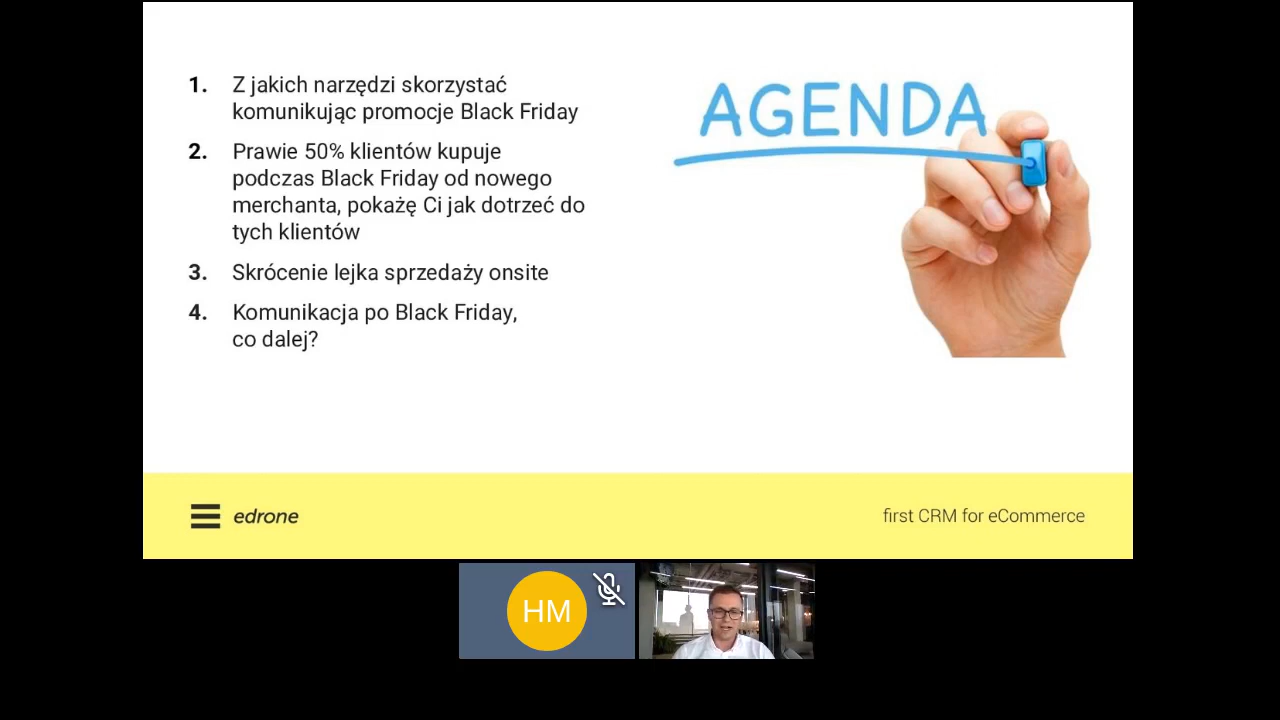 1. Z jakich narzędzi skorzystać
komunikując promocje Black Friday
2. Prawie 50% klientów kupuje
podczas Black Friday od nowego
merchanta, pokażę Ci jak dotrzeć do
tych klientów
3. Skrócenie lejka sprzedaży onsite
4. Komunikacja po Black Friday,
co dalej?
AGENDA
edrone
first CRM for eCommerce
HM